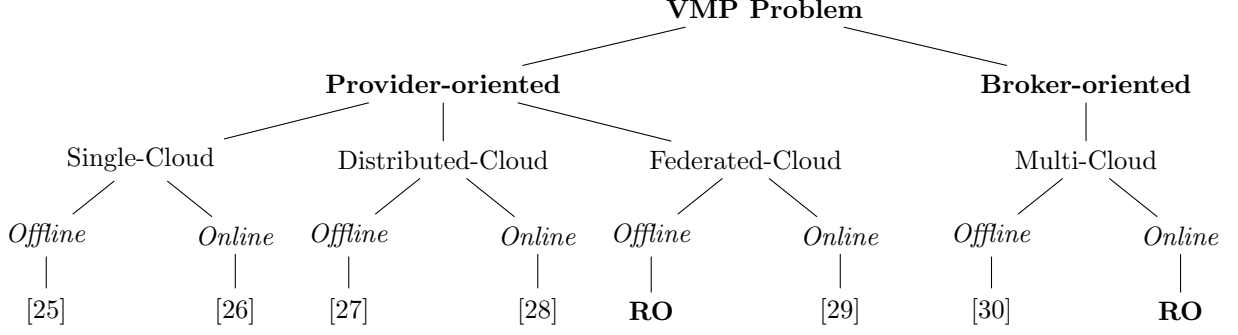 VMP Problem
Provider-oriented Broker-oriented
Single-Cloud Distributed-Cloud Federated-Cloud Multi-Cloud
Offline Online Offline Online Offline Online Offline Online
[25] [26] [27] [28] RO [29] [30] RO